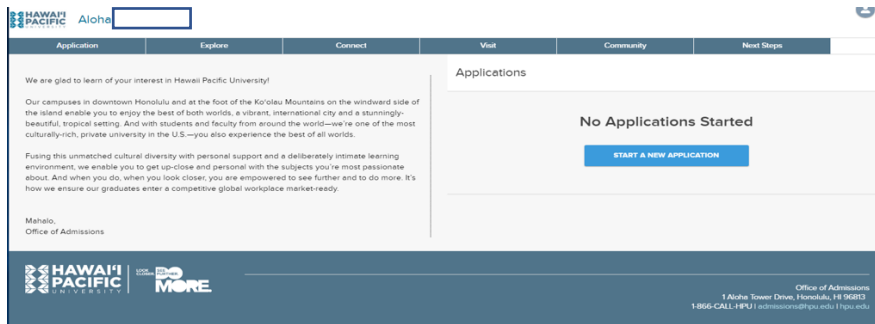 HAWAI'I
PACIFIC
UNIVERSITY
Aloha
Application Explore Connect Visit Community Next Steps
We are glad to learn of your interest in Hawaii Pacific University!
Our campuses in downtown Honolulu and at the foot of the Ko'olau Mountains on the windward side of
the island enable you to enjoy the best of both worlds, a vibrant, international city and a stunningly-
beautiful, tropical setting. And with students and faculty from around the world—we're one of the most
culturally-rich, private university in the U.S.—you also experience the best of all worlds.
Fusing this unmatched cultural diversity with personal support and a deliberately intimate learning
environment, we enable you to get up-close and personal with the subjects you're most passionate
about. And when you do, when you look closer, you are empowered to see further and to do more. It's
how we ensure our graduates enter a competitive global workplace market-ready.
Mahalo,
Office of Admissions
Applications
No Applications Started
START A NEW APPLICATION
HAWAI'I
PACIFIC
UNIVERSITY
LOOK
CLOSER
SEE
FURTHER
DO
MORE.
Office of Admissions
1 Aloha Tower Drive, Honolulu, HI 96813
1-866-CALL-HPU | admissions@hpu.edu | hpu.edu